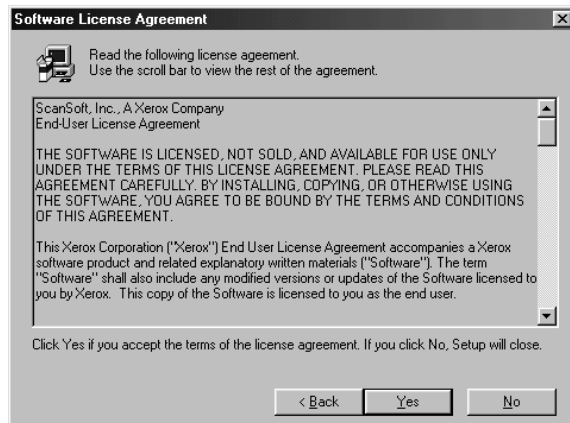 Software License Agreement
Read the following license ageement.
Use the scroll bar to view the rest of the agreement.
ScanSoft, Inc., A Xerox Company
End-User License Agreement
THE SOFTWARE IS LICENSED, NOT SOLD, AND AVAILABLE FOR USE ONLY
UNDER THE TERMS OF THIS LICENSE AGREEMENT. PLEASE READ THIS
AGREEMENT CAREFULLY. BY INSTALLING, COPYING, OR OTHERWISE USING
THE SOFTWARE, YOU AGREE TO BE BOUND BY THE TERMS AND CONDITIONS
OF THIS AGREEMENT.
This Xerox Corporation ("Xerox") End User License Agreement accompanies a Xerox
software product and related explanatory written materials ("Software"). The term
"Software" shall also include any modified versions or updates of the Software licensed to
you by Xerox. This copy of the Software is licensed to you as the end user.
Click Yes if you accept the terms of the license agreement. If you click No, Setup will close.
< Back Yes No